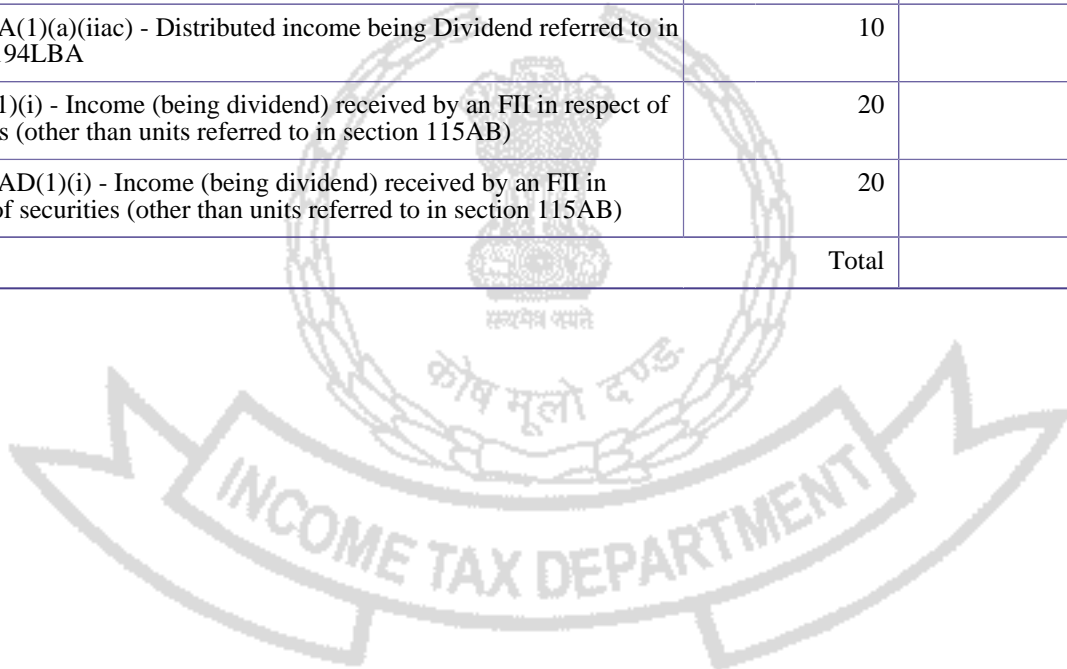 A(1)(a)(iiac) - Distributed income being Dividend referred to in 10
94LBA
1)(i) - Income (being dividend) received by an FII in respect of 20
s (other than units referred to in section 115AB)
AD(1)(i) - Income (being dividend) received by an FII in 20
of securities (other than units referred to in section 115AB)
Total
सत्यमेव जयते
कोष मूलो दण्ड
INCOME TAX DEPARTMENT